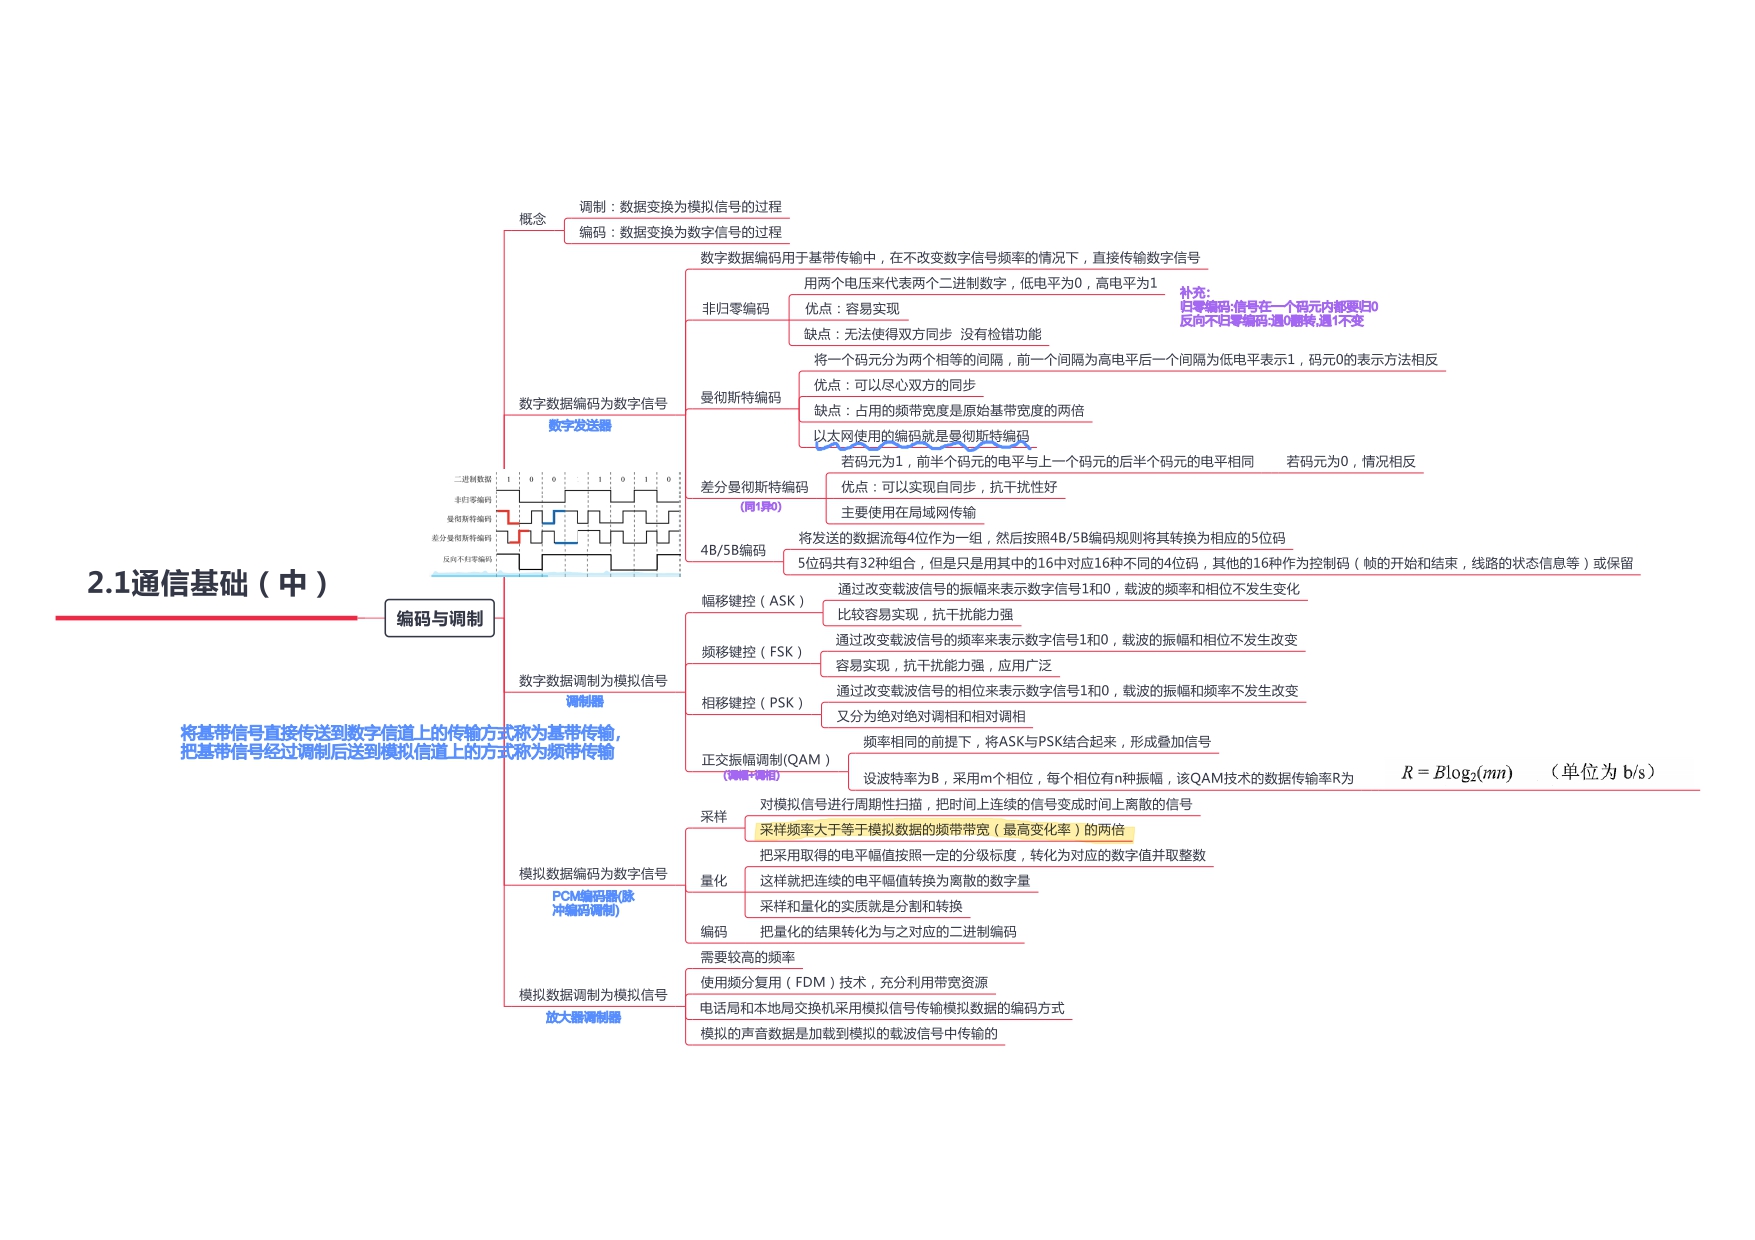 2.1通信基础（中）
编码与调制
将基带信号直接传送到数字信道上的传输方式称为基带传输,
把基带信号经过调制后送到模拟信道上的方式称为频带传输
概念
调制：数据变换为模拟信号的过程
编码：数据变换为数字信号的过程
数字数据编码为数字信号
数字发送器
数字数据编码用于基带传输中，在不改变数字信号频率的情况下，直接传输数字信号
非归零编码
用两个电压来代表两个二进制数字，低电平为0，高电平为1
优点：容易实现
缺点：无法使得双方同步 没有检错功能
补充:
归零编码:信号在一个码元内都要归0
反向不归零编码:遇0翻转,遇1不变
曼彻斯特编码
将一个码元分为两个相等的间隔，前一个间隔为高电平后一个间隔为低电平表示1，码元0的表示方法相反
优点：可以尽心双方的同步
缺点：占用的频带宽度是原始基带宽度的两倍
以太网使用的编码就是曼彻斯特编码
差分曼彻斯特编码
(同1异0)
若码元为1，前半个码元的电平与上一个码元的后半个码元的电平相同 若码元为0，情况相反
优点：可以实现自同步，抗干扰性好
主要使用在局域网传输
4B/5B编码
将发送的数据流每4位作为一组，然后按照4B/5B编码规则将其转换为相应的5位码
5位码共有32种组合，但是只是用其中的16中对应16种不同的4位码，其他的16种作为控制码（帧的开始和结束，线路的状态信息等）或保留
二进制数据 1 0 0 1 0 1 0
非归零编码
曼彻斯特编码
差分曼彻斯特编码
反向不归零编码
数字数据调制为模拟信号
调制器
幅移键控（ASK）
通过改变载波信号的振幅来表示数字信号1和0，载波的频率和相位不发生变化
比较容易实现，抗干扰能力强
频移键控（FSK）
通过改变载波信号的频率来表示数字信号1和0，载波的振幅和相位不发生改变
容易实现，抗干扰能力强，应用广泛
相移键控（PSK）
通过改变载波信号的相位来表示数字信号1和0，载波的振幅和频率不发生改变
又分为绝对绝对调相和相对调相
正交振幅调制(QAM）
(调幅+调相)
频率相同的前提下，将ASK与PSK结合起来，形成叠加信号
设波特率为B，采用m个相位，每个相位有n种振幅，该QAM技术的数据传输率R为 R = Blog₂(mn) （单位为 b/s）
模拟数据编码为数字信号
PCM编码器(脉
冲编码调制)
采样
对模拟信号进行周期性扫描，把时间上连续的信号变成时间上离散的信号
采样频率大于等于模拟数据的频带带宽（最高变化率）的两倍
量化
把采用取得的电平幅值按照一定的分级标度，转化为对应的数字值并取整数
这样就把连续的电平幅值转换为离散的数字量
采样和量化的实质就是分割和转换
编码
把量化的结果转化为与之对应的二进制编码
模拟数据调制为模拟信号
放大器调制器
需要较高的频率
使用频分复用（FDM）技术，充分利用带宽资源
电话局和本地局交换机采用模拟信号传输模拟数据的编码方式
模拟的声音数据是加载到模拟的载波信号中传输的